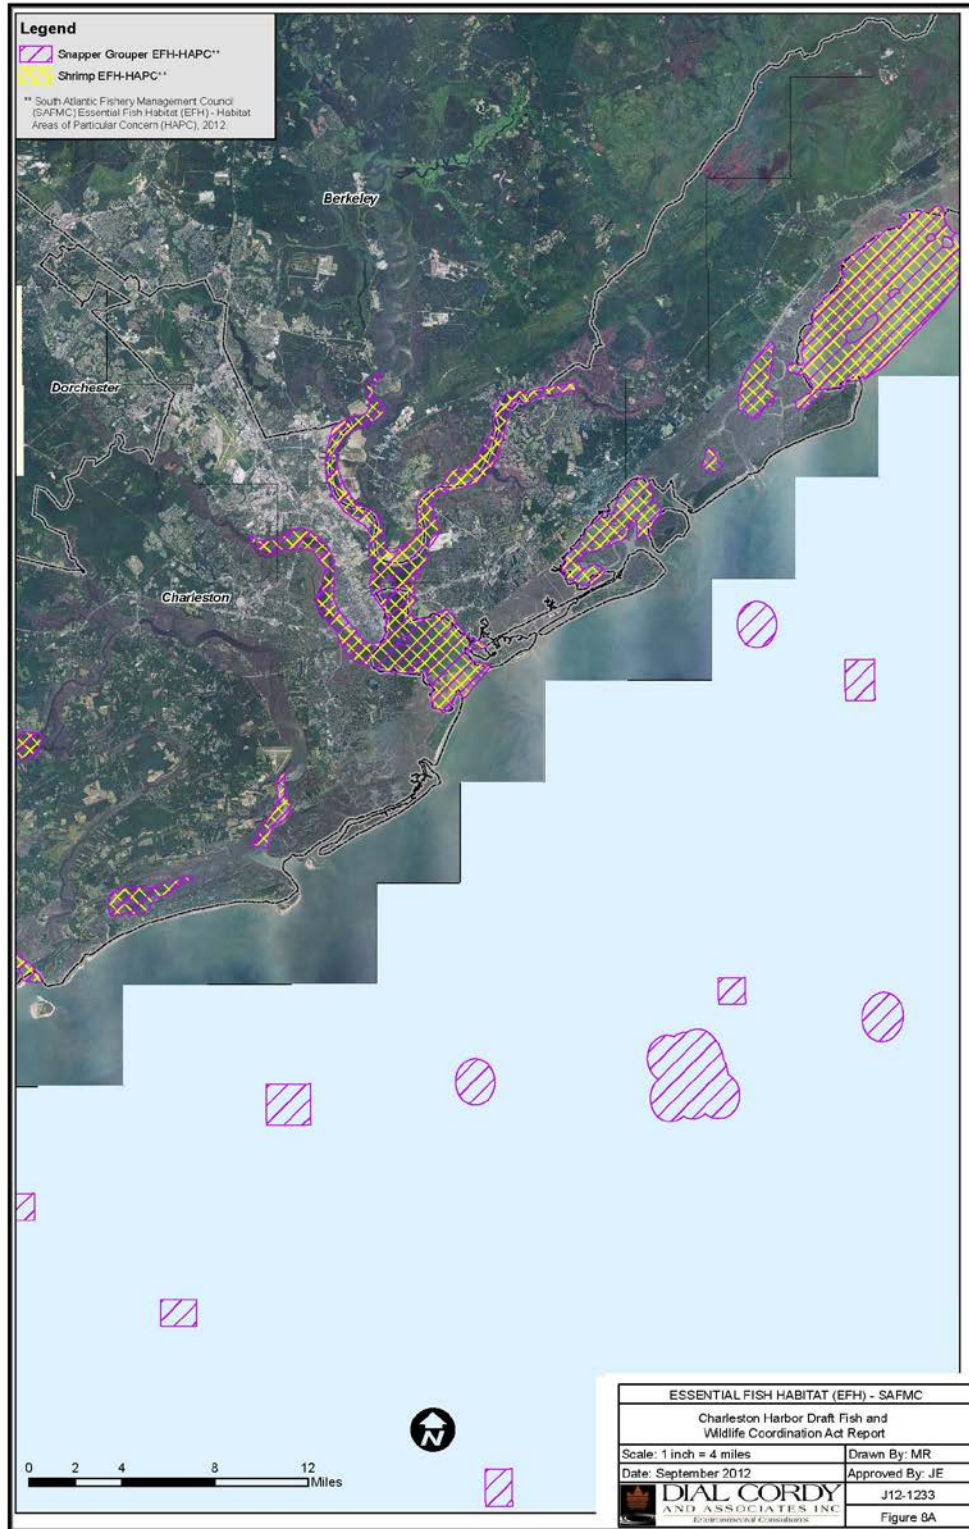 Legend
Snapper Grouper EFH-HAPC**
Shrimp EFH-HAPC**
** South Atlantic Fishery Management Council
(SAFMC) Essential Fish Habitat (EFH) - Habitat
Areas of Particular Concern (HAPC), 2012.
Berkeley
Dorchester
Charleston
N
0 2 4 8 12
Miles
ESSENTIAL FISH HABITAT (EFH) - SAFMC
Charleston Harbor Draft Fish and
Wildlife Coordination Act Report
Scale: 1 inch = 4 miles
Drawn By: MR
Date: September 2012
Approved By: JE
DIAL CORDY
AND ASSOCIATES INC
Environmental Consultants
J12-1233
Figure 8A